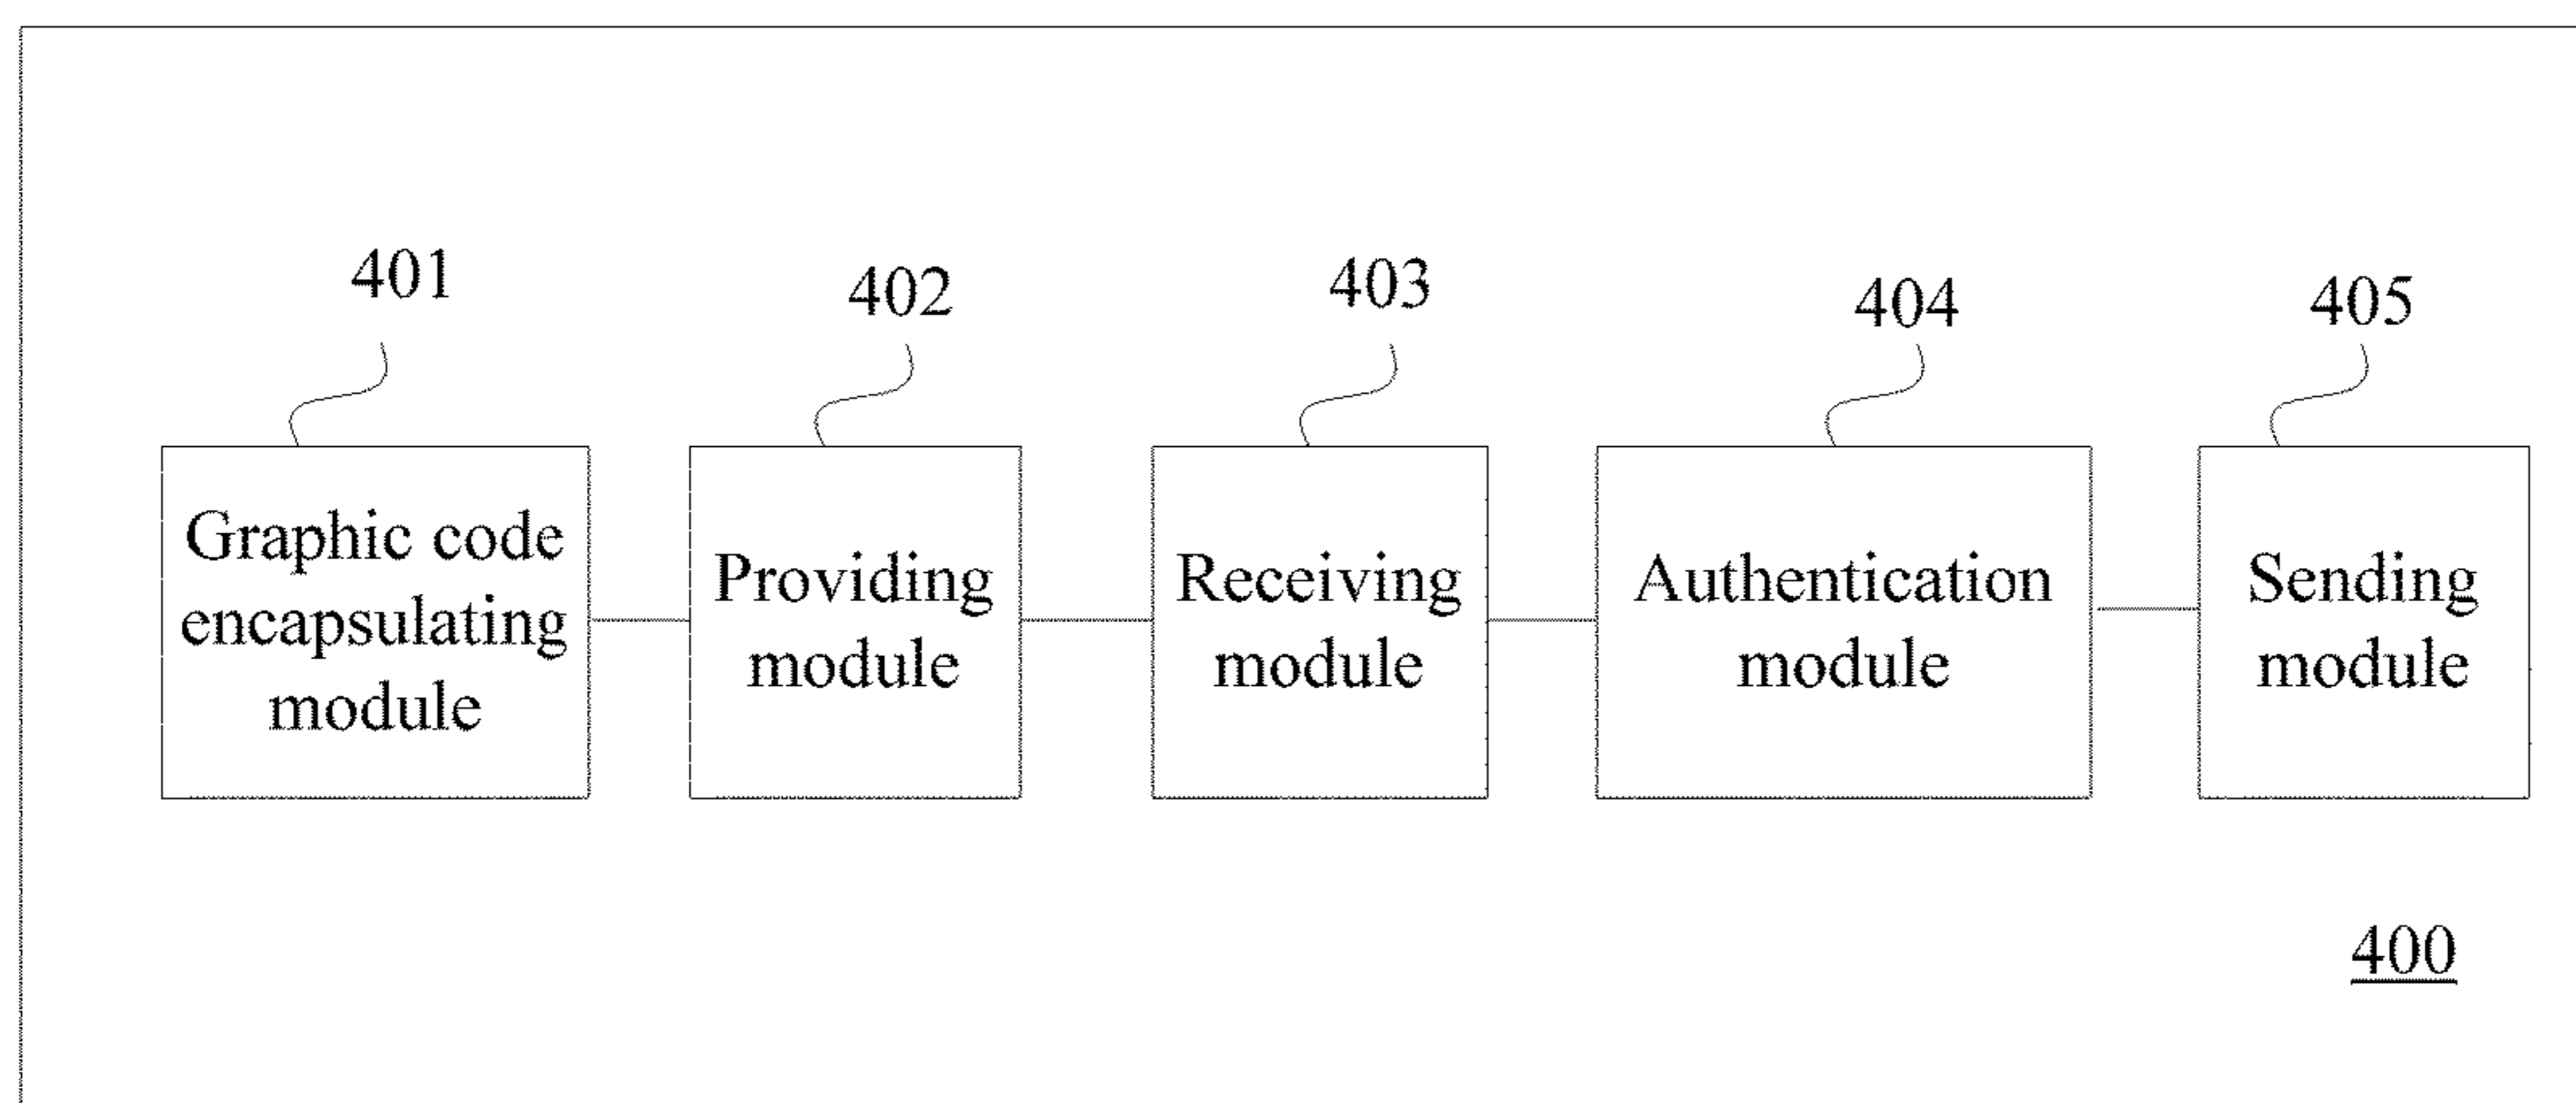 401
402
403
404
405
Graphic code
encapsulating
module
Providing
module
Receiving
module
Authentication
module
Sending
module
400